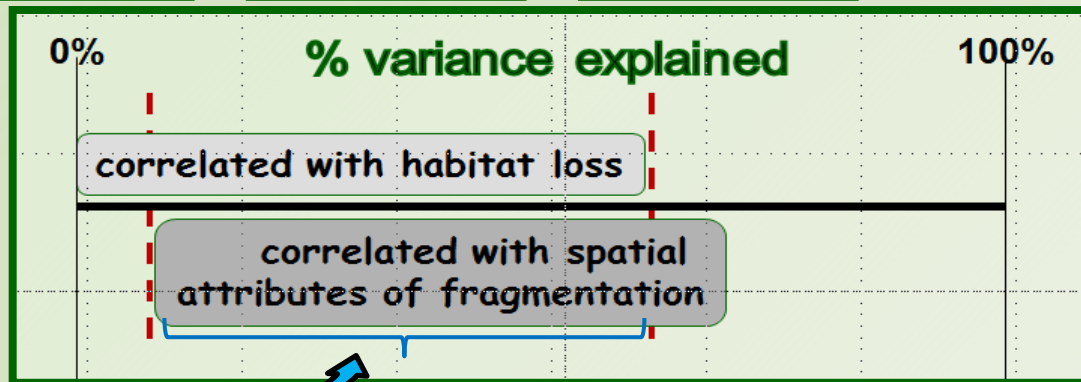 0% % variance explained 100%
correlated with habitat loss
correlated with spatial
attributes of fragmentation